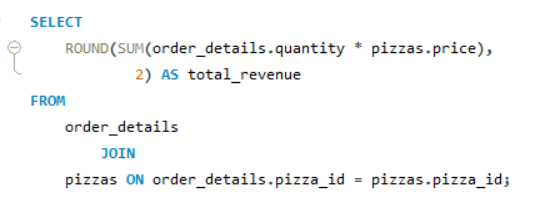 SELECT
ROUND(SUM(order_details.quantity * pizzas.price),
2) AS total_revenue
FROM
order_details
JOIN
pizzas ON order_details.pizza_id = pizzas.pizza_id;